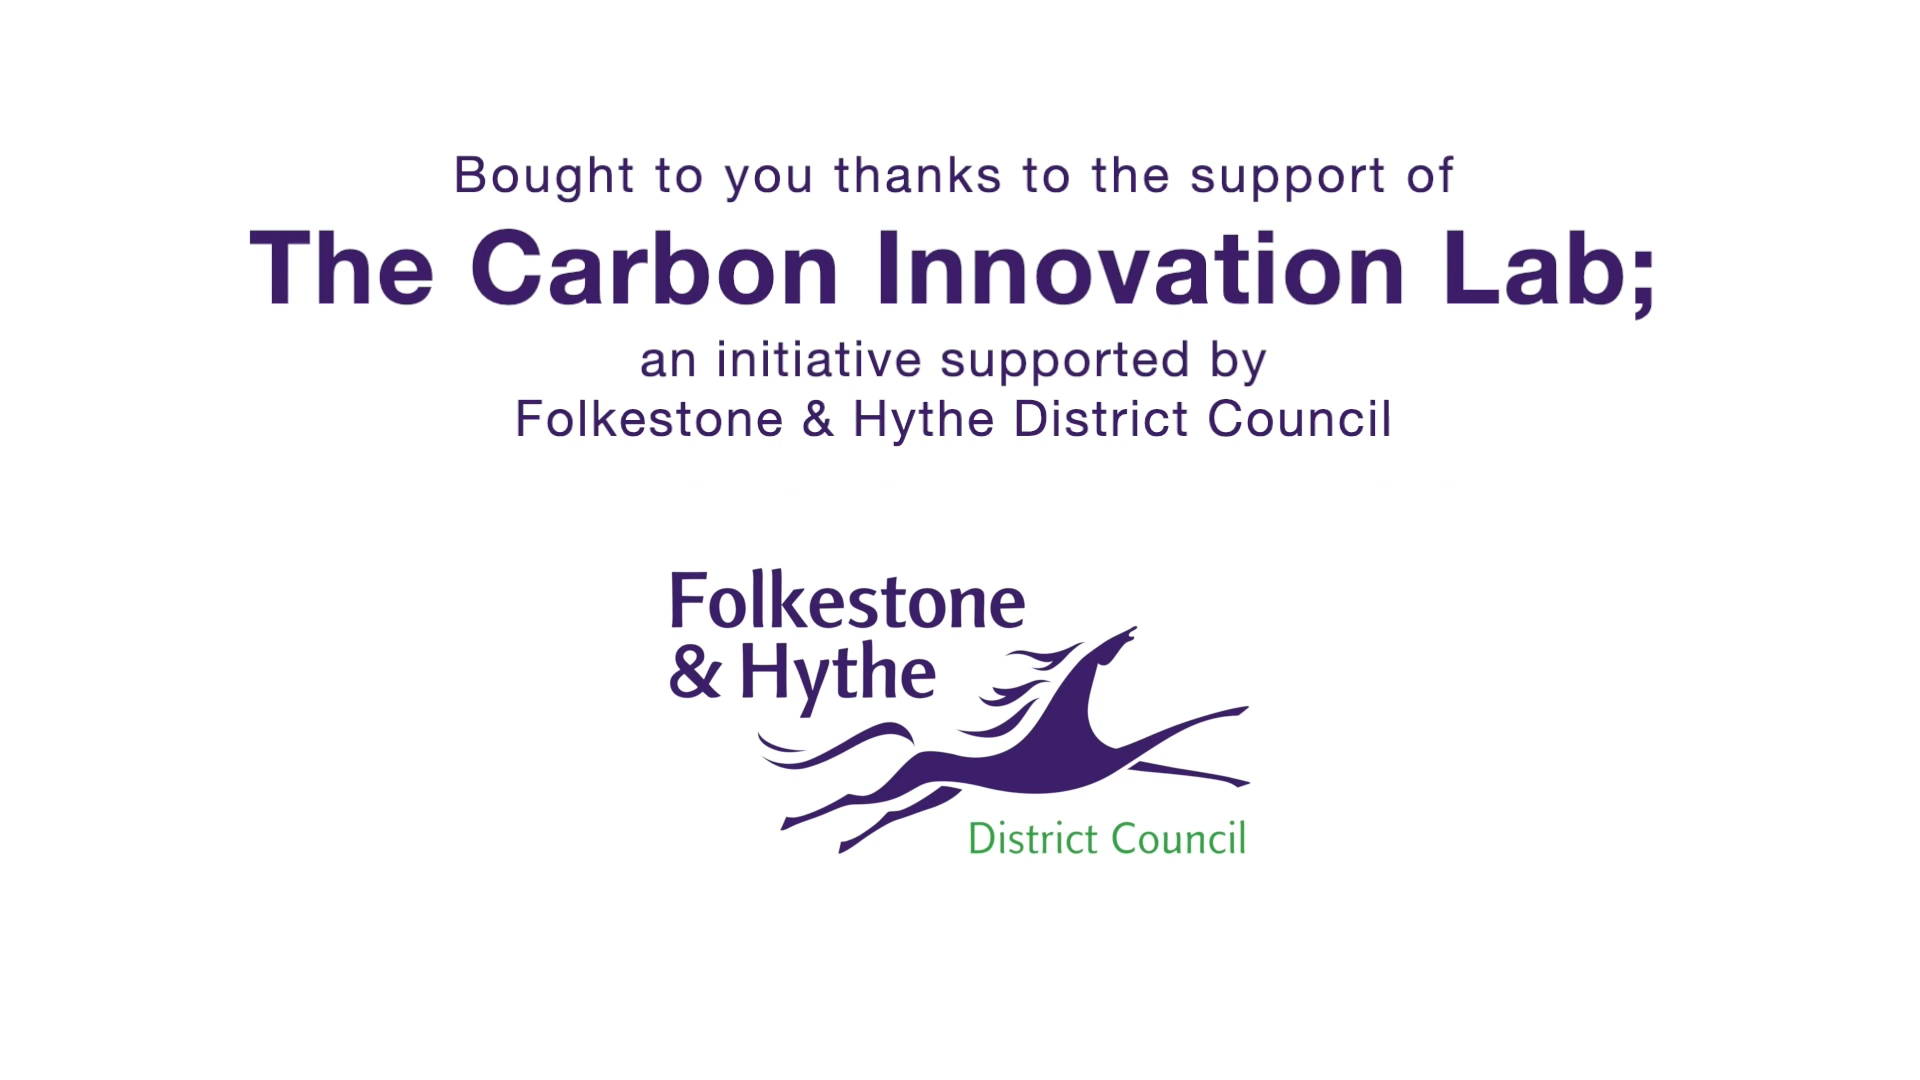 Bought to you thanks to the support of
The Carbon Innovation Lab;
an initiative supported by
Folkestone & Hythe District Council
Folkestone
& Hythe
District Council